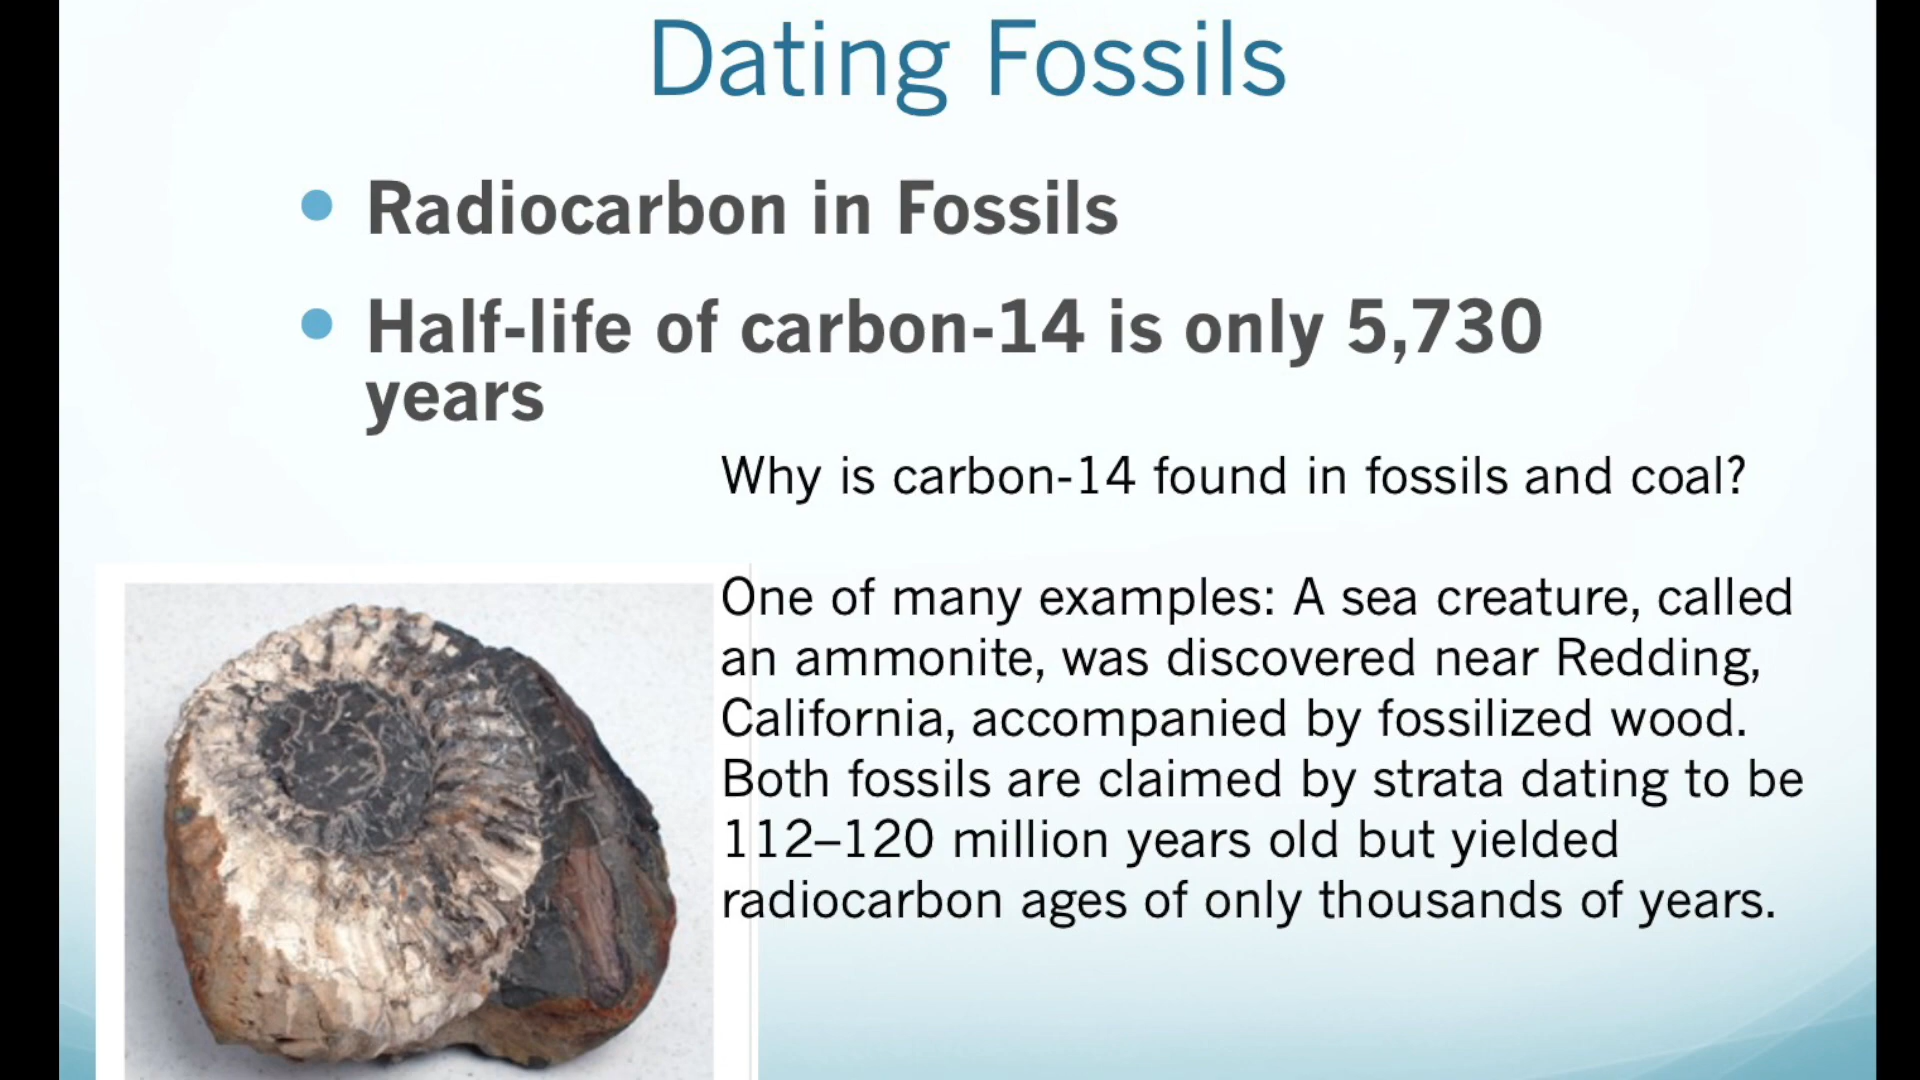 Dating Fossils
Radiocarbon in Fossils
Half-life of carbon-14 is only 5,730
years
Why is carbon-14 found in fossils and coal?
One of many examples: A sea creature, called
an ammonite, was discovered near Redding,
California, accompanied by fossilized wood.
Both fossils are claimed by strata dating to be
112–120 million years old but yielded
radiocarbon ages of only thousands of years.